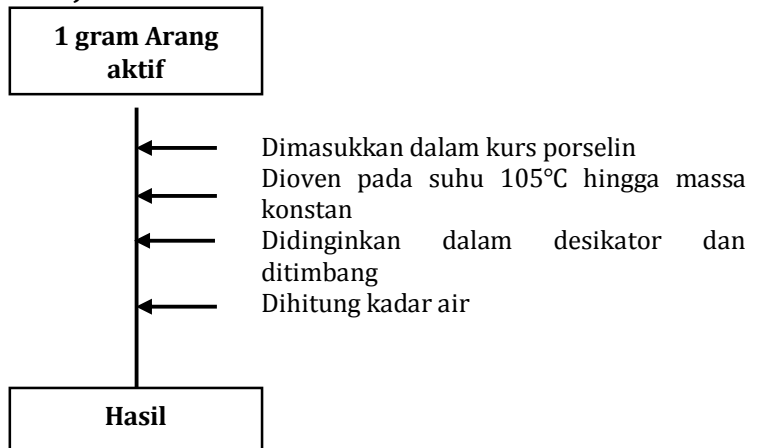 1 gram Arang
aktif
Dimasukkan dalam kurs porselin
Dioven pada suhu 105°C hingga massa
konstan
Didinginkan dalam desikator dan
ditimbang
Dihitung kadar air
Hasil